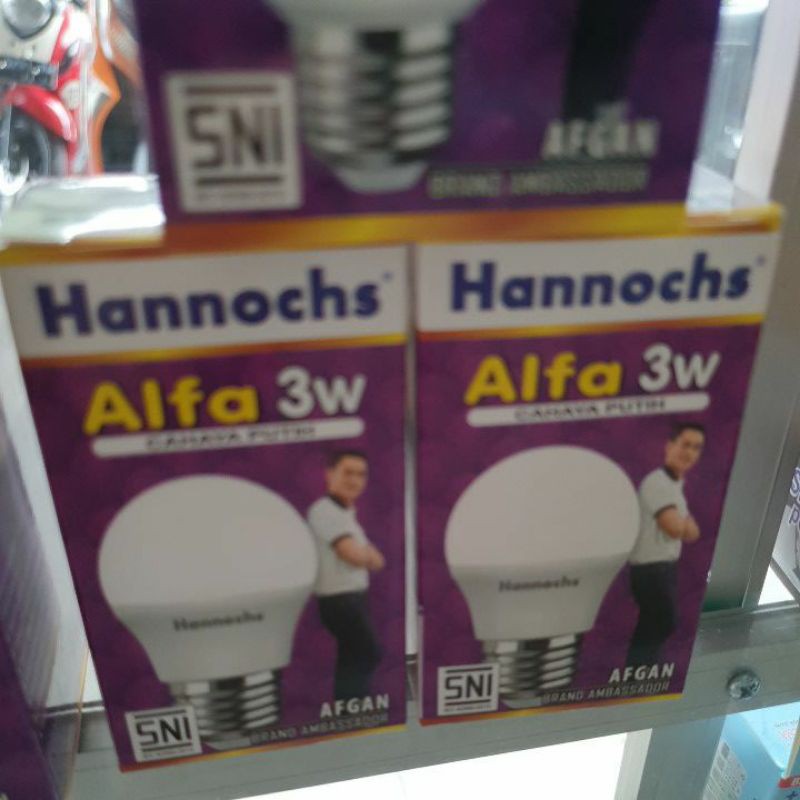 SNI
AFGAN
BRAND AMBASSADOR
Hannochs
Alfa 3W
CAHAYA PUTIH
Hannochs
SNI
AFGAN
BRAND AMBASSADOR
Hannochs
Alfa 3W
CAHAYA PUTIH
Hannochs
SNI
AFGAN
BRAND AMBASSADOR